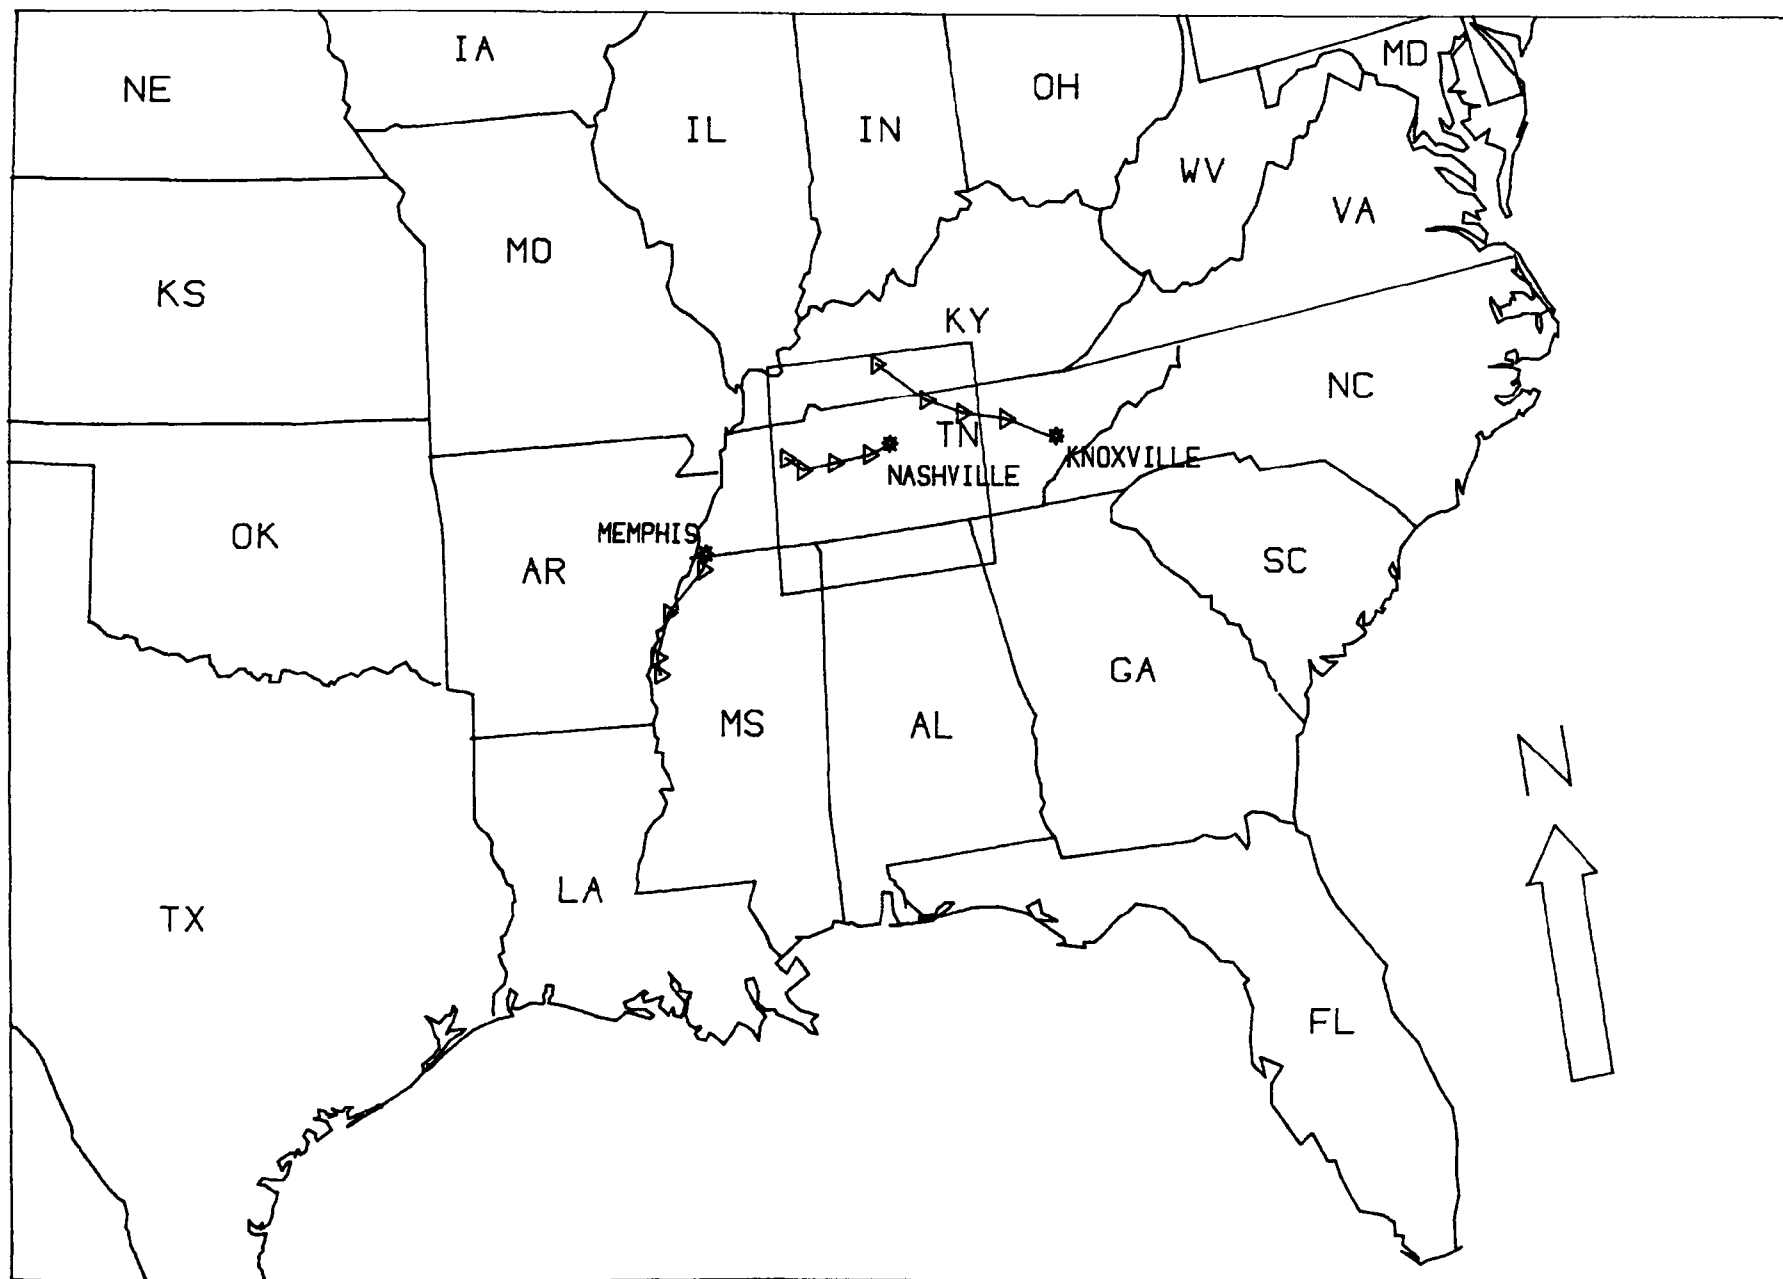 IA
MD
NE
OH
IL
IN
WV
VA
MO
KS
KY
NC
TN
KNOXVILLE
NASHVILLE
OK
MEMPHIS
AR
SC
GA
MS
AL
N
LA
TX
FL